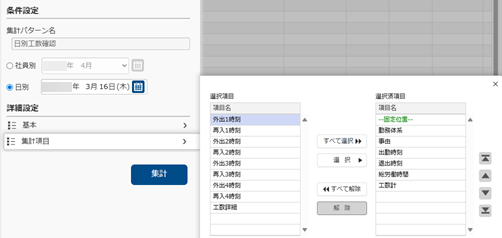 条件設定
集計パターン名
日別工数確認
社員別
年 4月
日別
年 3月16日(木)
詳細設定
基本
集計項目
集計
選択項目
項目名
外出1時刻
再入1時刻
外出2時刻
再入2時刻
外出3時刻
再入3時刻
外出4時刻
再入4時刻
工数詳細
すべて選択
選 択
すべて解除
解 除
選択済項目
項目名
--固定位置--
勤務体系
事由
出勤時刻
退出時刻
総労働時間
工数計